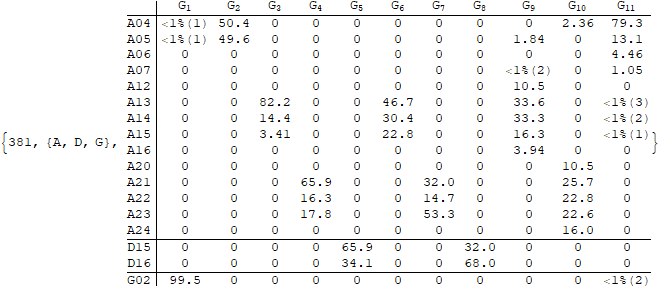 G₁ G₂ G₃ G₄ G₅ G₆ G₇ G₈ G₉ G₁₀ G₁₁
A04 <1%(1) 50.4 0 0 0 0 0 0 0 2.36 79.3
A05 <1%(1) 49.6 0 0 0 0 0 0 1.84 0 13.1
A06 0 0 0 0 0 0 0 0 0 0 4.46
A07 0 0 0 0 0 0 0 0 <1%(2) 0 1.05
A12 0 0 0 0 0 0 0 0 10.5 0 0
A13 0 0 82.2 0 0 46.7 0 0 33.6 0 <1%(3)
A14 0 0 14.4 0 0 30.4 0 0 33.3 0 <1%(2)
{381, {A, D, G}, A15 0 0 3.41 0 0 22.8 0 0 16.3 0 <1%(1) }
A16 0 0 0 0 0 0 0 0 3.94 0 0
A20 0 0 0 0 0 0 0 0 0 10.5 0
A21 0 0 0 65.9 0 0 32.0 0 0 25.7 0
A22 0 0 0 16.3 0 0 14.7 0 0 22.8 0
A23 0 0 0 17.8 0 0 53.3 0 0 22.6 0
A24 0 0 0 0 0 0 0 0 0 16.0 0
D15 0 0 0 0 65.9 0 0 32.0 0 0 0
D16 0 0 0 0 34.1 0 0 68.0 0 0 0
G02 99.5 0 0 0 0 0 0 0 0 0 <1%(2)